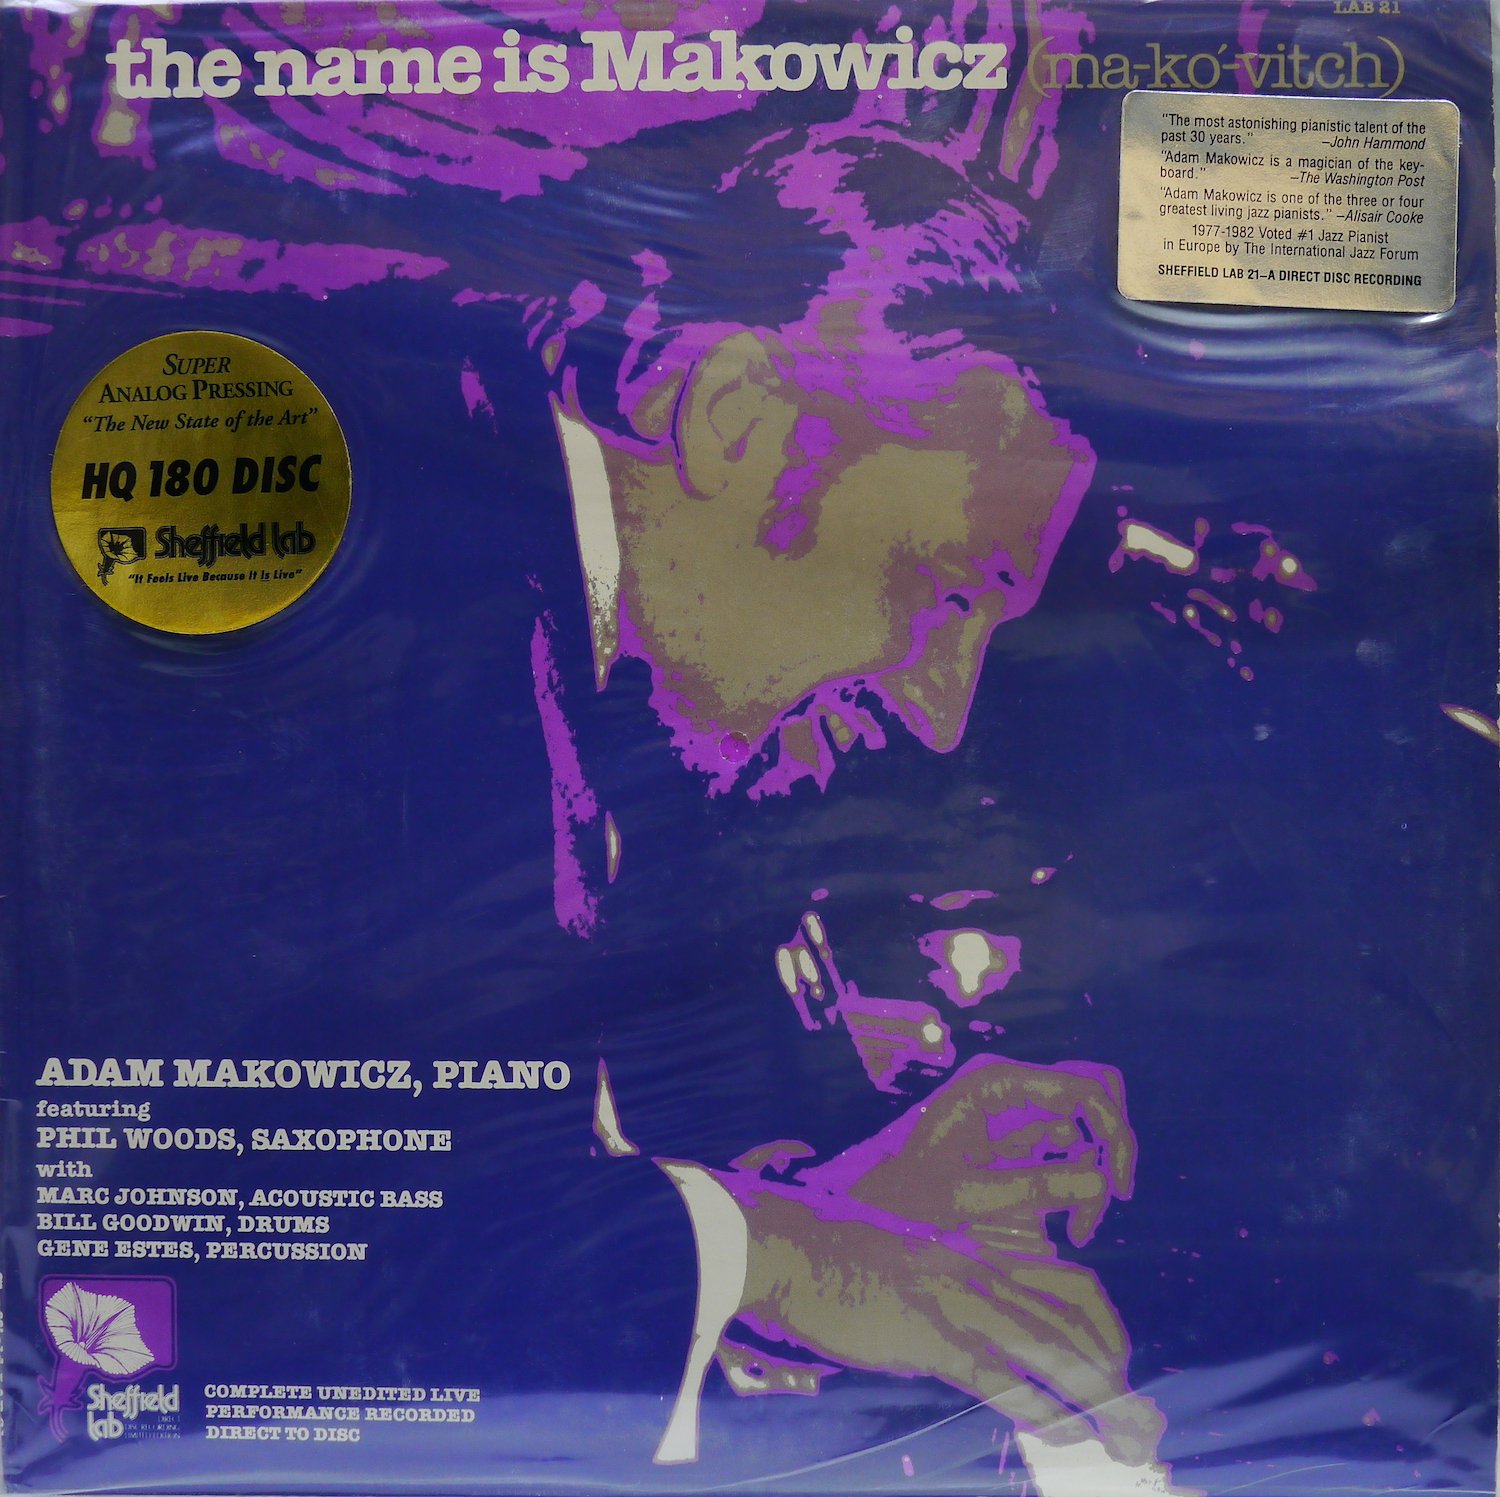 LAB 21
the name is Makowicz (ma-ko´-vitch)
"The most astonishing pianistic talent of the
past 30 years." –John Hammond
"Adam Makowicz is a magician of the key-
board." –The Washington Post
"Adam Makowicz is one of the three or four
greatest living jazz pianists." –Alisair Cooke
1977-1982 Voted #1 Jazz Pianist
in Europe by The International Jazz Forum
SHEFFIELD LAB 21–A DIRECT DISC RECORDING
SUPER
ANALOG PRESSING
"The New State of the Art"
HQ 180 DISC
Sheffield lab
"It Feels Live Because It Is Live"
ADAM MAKOWICZ, PIANO
featuring
PHIL WOODS, SAXOPHONE
with
MARC JOHNSON, ACOUSTIC BASS
BILL GOODWIN, DRUMS
GENE ESTES, PERCUSSION
Sheffield
lab
DIRECT
DISC RECORDING
LIMITED EDITION
COMPLETE UNEDITED LIVE
PERFORMANCE RECORDED
DIRECT TO DISC